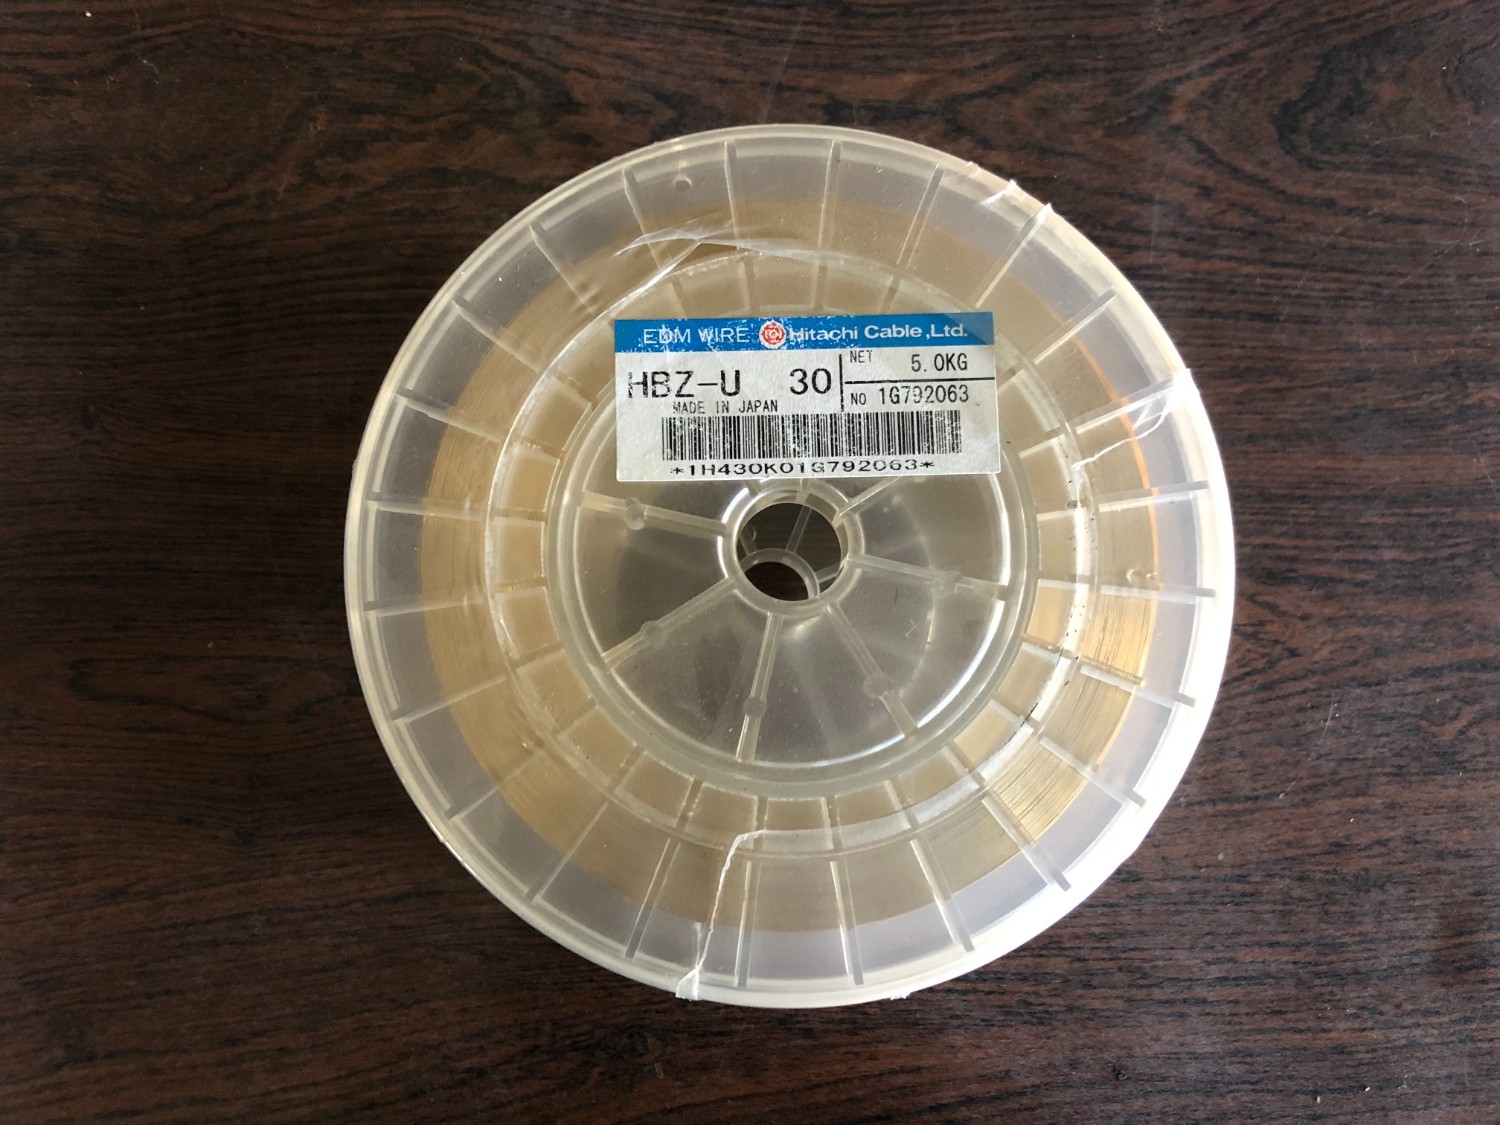 EDM WIRE Hitachi Cable, Ltd.
HBZ-U 30
NET 5.0KG
NO 1G792063
MADE IN JAPAN
*1H430K01G792063*